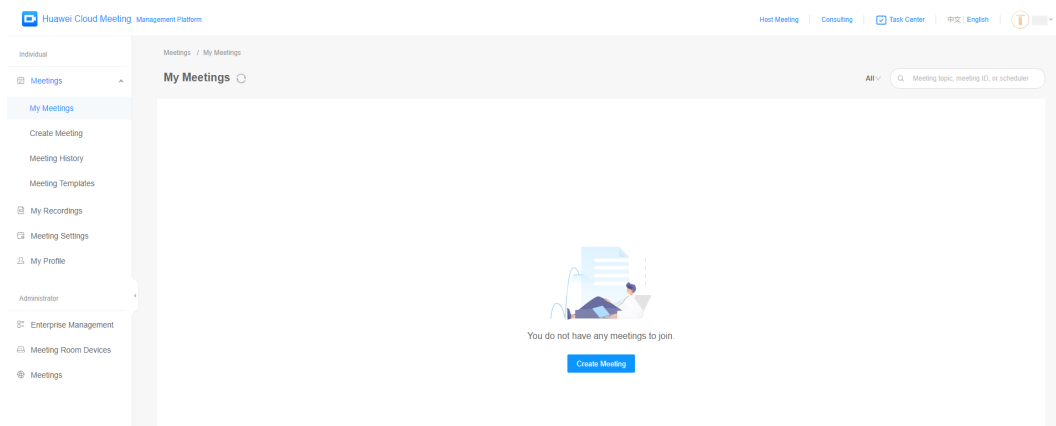 Huawei Cloud Meeting Management Platform
Host Meeting Consulting Task Center 中文 English T
Individual
Meetings
My Meetings
Create Meeting
Meeting History
Meeting Templates
My Recordings
Meeting Settings
My Profile
Administrator
Enterprise Management
Meeting Room Devices
Meetings
Meetings / My Meetings
My Meetings
All Meeting topic, meeting ID, or scheduler
You do not have any meetings to join.
Create Meeting